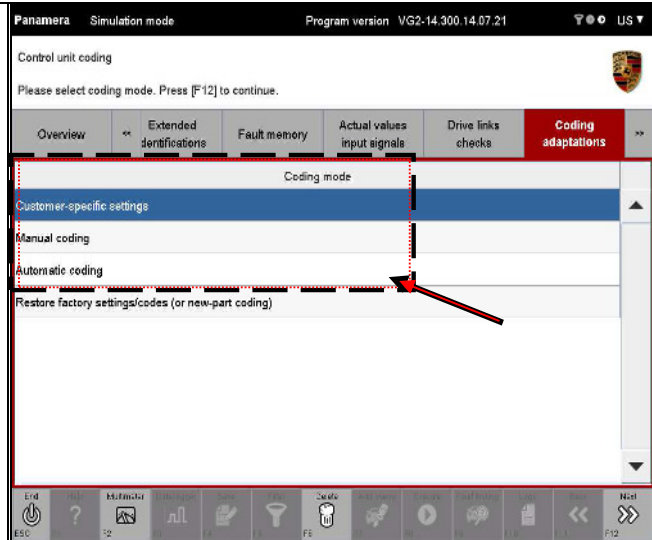 Panamera Simulation mode Program version VG2-14.300.14.07.21 US
Control unit coding
Please select coding mode. Press [F12] to continue.
Overview << Extended dentifications Fault memory Actual values input signals Drive links checks Coding adaptations >>
Coding mode
Customer-specific settings
Manual coding
Automatic coding
Restore factory settings/codes (or new-part coding)
End Help Multimeter Delete Next
ESC F2 F6 F12